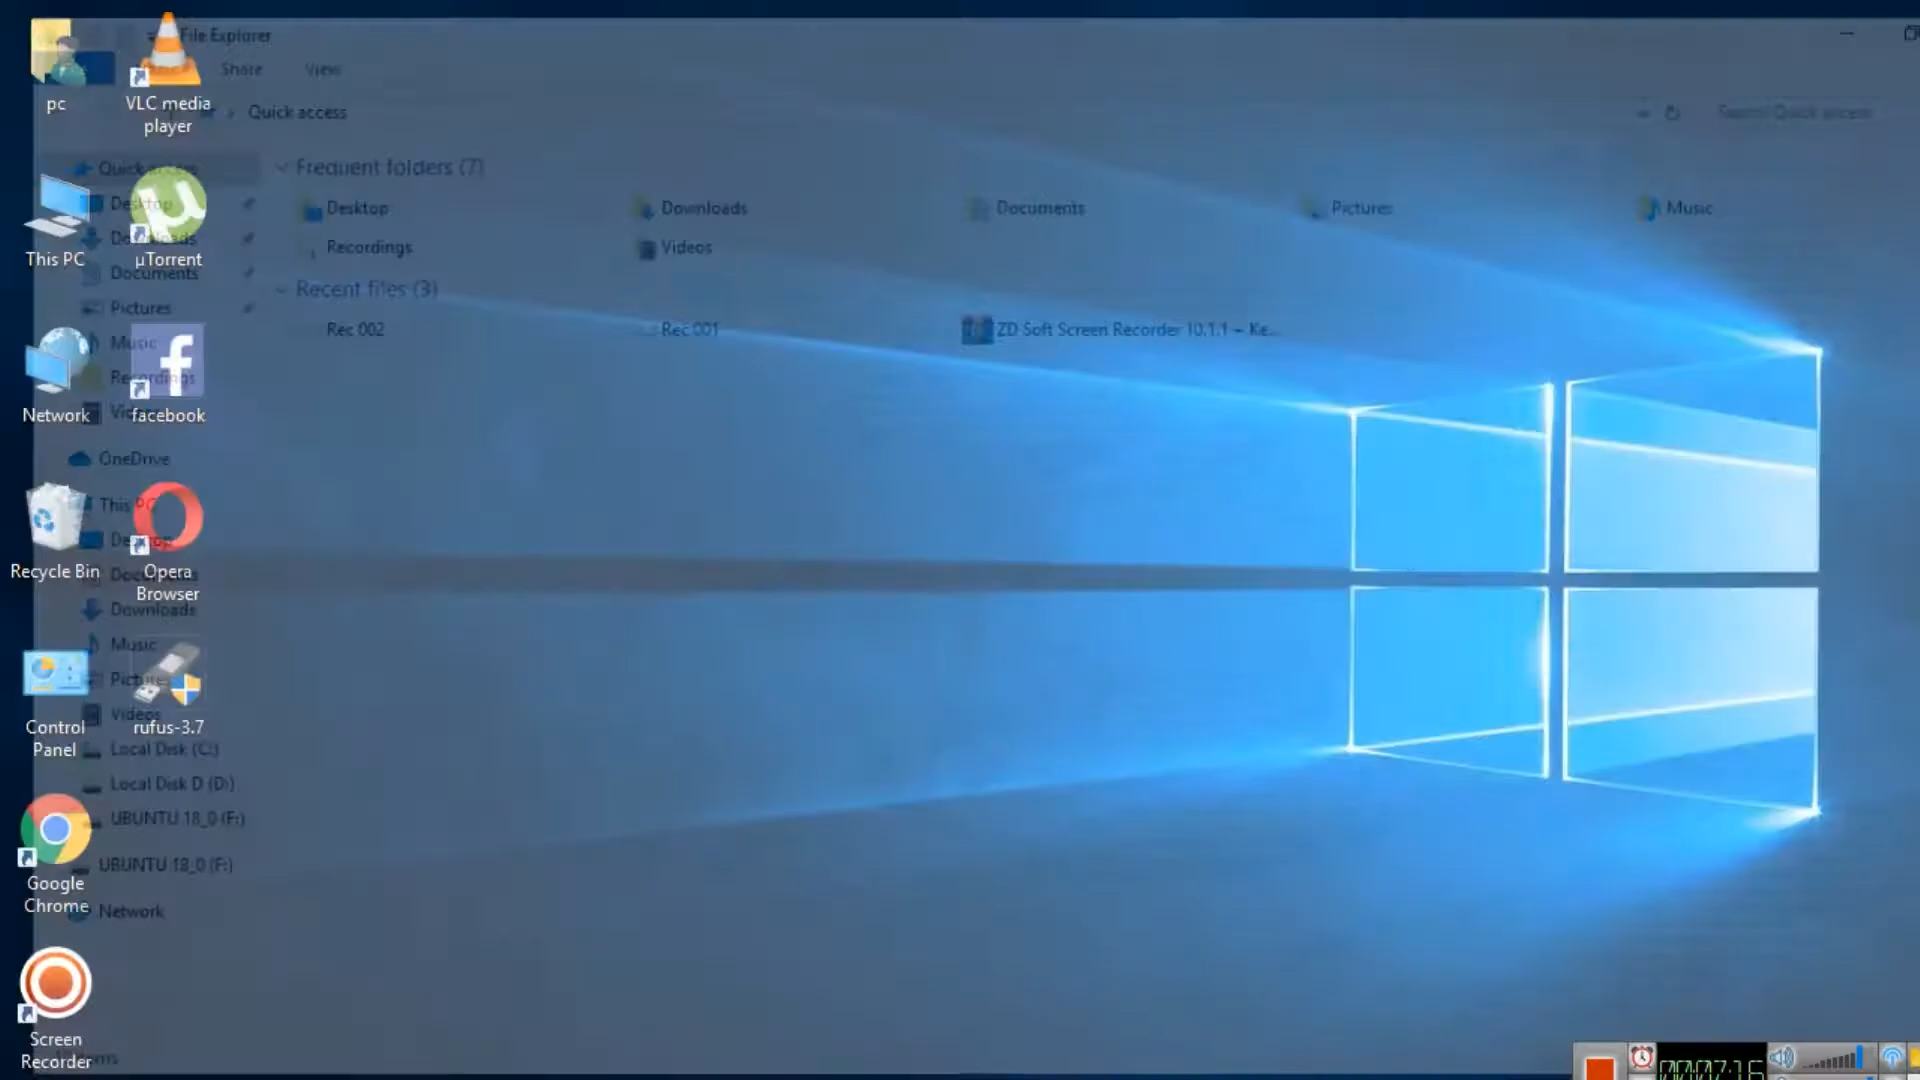 File Explorer
Share
View
Quick access
Search Quick access
pc
VLC media
player
This PC
µTorrent
Network
facebook
Recycle Bin
Opera
Browser
Control
Panel
rufus-3.7
Google
Chrome
Screen
Recorder
Quick access
Desktop
Downloads
Documents
Pictures
Music
Recordings
OneDrive
This PC
Desktop
Documents
Downloads
Music
Pictures
Videos
Local Disk (C:)
Local Disk D (D:)
UBUNTU 18_0 (F:)
UBUNTU 18_0 (F:)
Network
Frequent folders (7)
Desktop
Downloads
Documents
Pictures
Music
Recordings
Videos
Recent files (3)
Rec 002
Rec 001
ZD Soft Screen Recorder 10.1.1 – Ke...